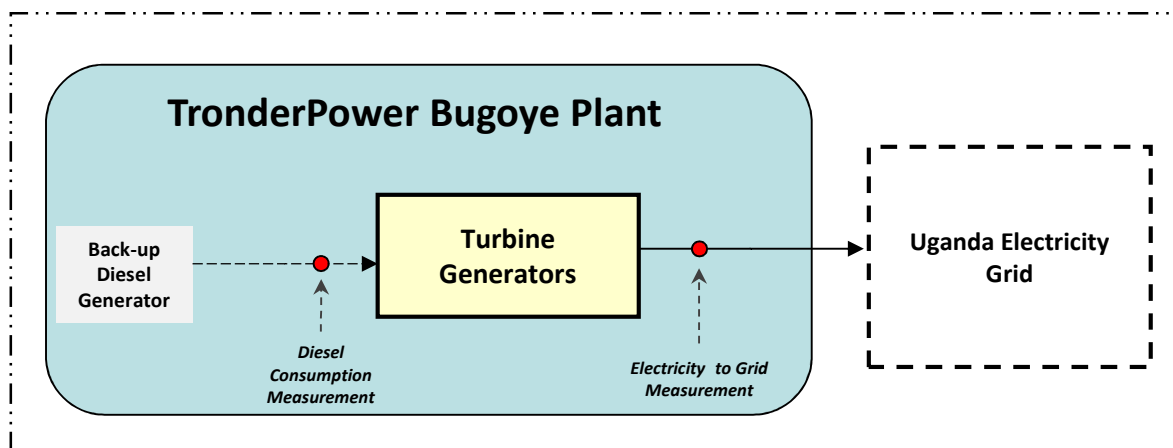 TronderPower Bugoye Plant
Back-up
Diesel
Generator
Turbine
Generators
Uganda Electricity
Grid
Diesel
Consumption
Measurement
Electricity to Grid
Measurement